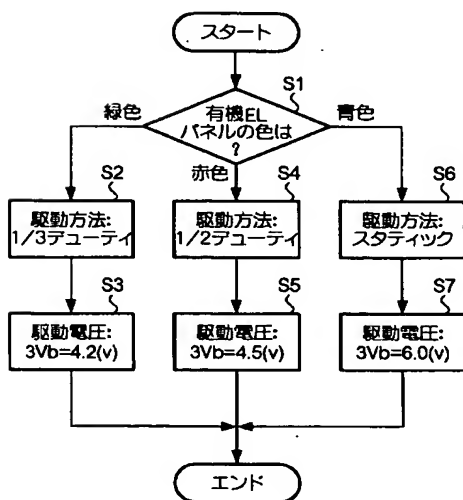 スタート
S1
有機EL
パネルの色は
?
緑色
赤色
青色
S2
駆動方法:
1/3デューティ
S4
駆動方法:
1/2デューティ
S6
駆動方法:
スタティック
S3
駆動電圧:
3Vb=4.2(v)
S5
駆動電圧:
3Vb=4.5(v)
S7
駆動電圧:
3Vb=6.0(v)
エンド